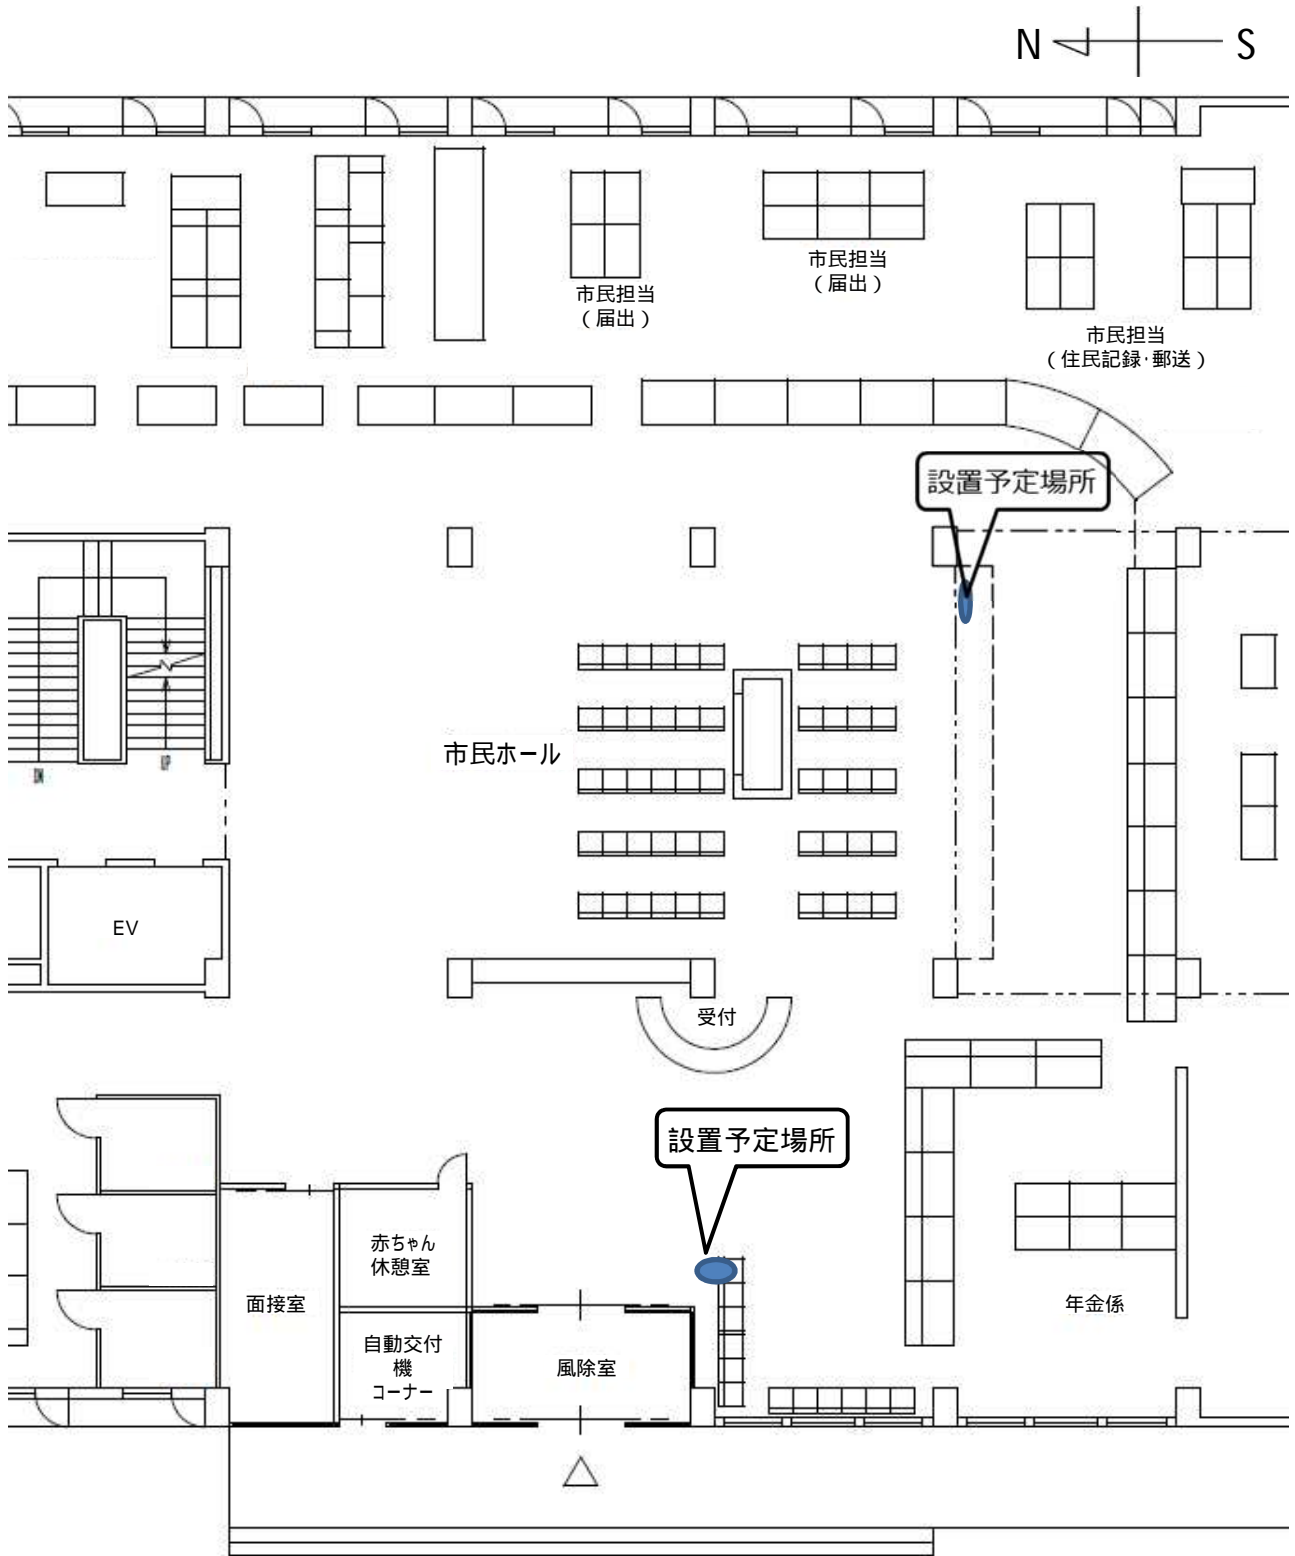 N S
市民担当
（届出）
市民担当
（届出）
市民担当
（住民記録・郵送）
設置予定場所
市民ホール
DN
UP
EV
受付
設置予定場所
赤ちゃん
休憩室
面接室
自動交付
機
コーナー
風除室
年金係